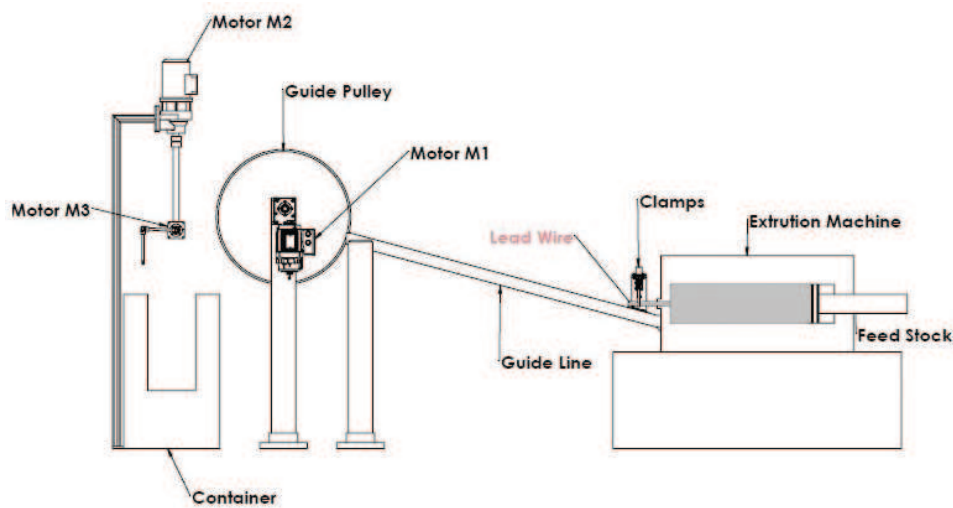 Motor M2
Guide Pulley
Motor M1
Clamps
Motor M3
Lead Wire
Extrution Machine
Feed Stock
Guide Line
Container